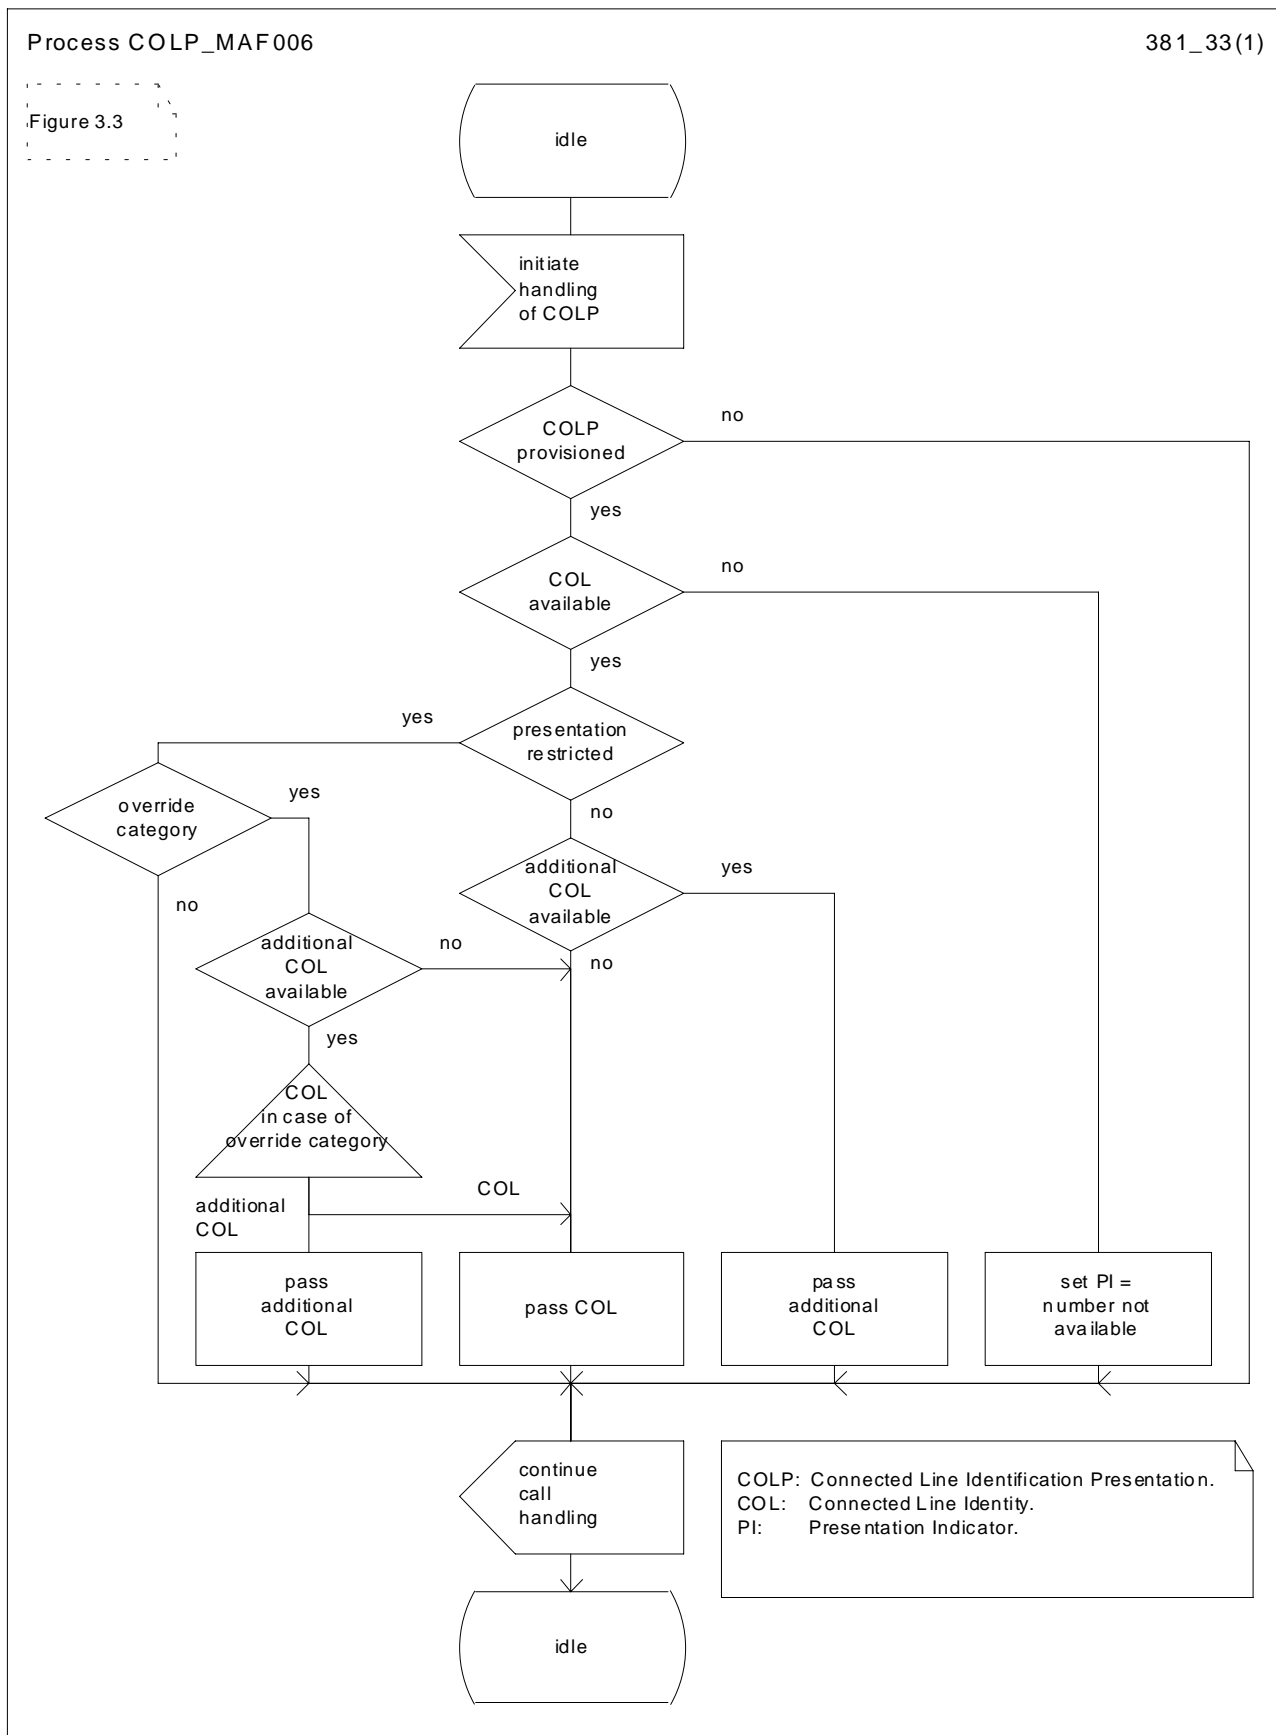 Process COLP_MAF006
381_33(1)
Figure 3.3
idle
initiate
handling
of COLP
COLP
provisioned
no
yes
COL
available
no
yes
presentation
restricted
yes
no
override
category
yes
no
additional
COL
available
yes
no
additional
COL
available
no
yes
COL
in case of
override category
COL
additional
COL
pass
additional
COL
pass COL
pass
additional
COL
set PI =
number not
available
continue
call
handling
COLP: Connected Line Identification Presentation.
COL: Connected Line Identity.
PI: Presentation Indicator.
idle